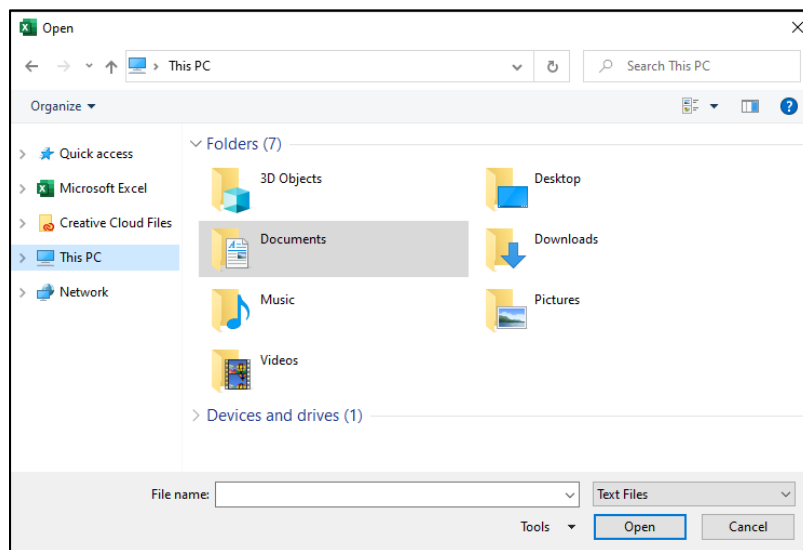 Open
This PC
Search This PC
Organize
Quick access
Microsoft Excel
Creative Cloud Files
This PC
Network
Folders (7)
3D Objects
Desktop
Documents
Downloads
Music
Pictures
Videos
Devices and drives (1)
File name:
Text Files
Tools
Open
Cancel